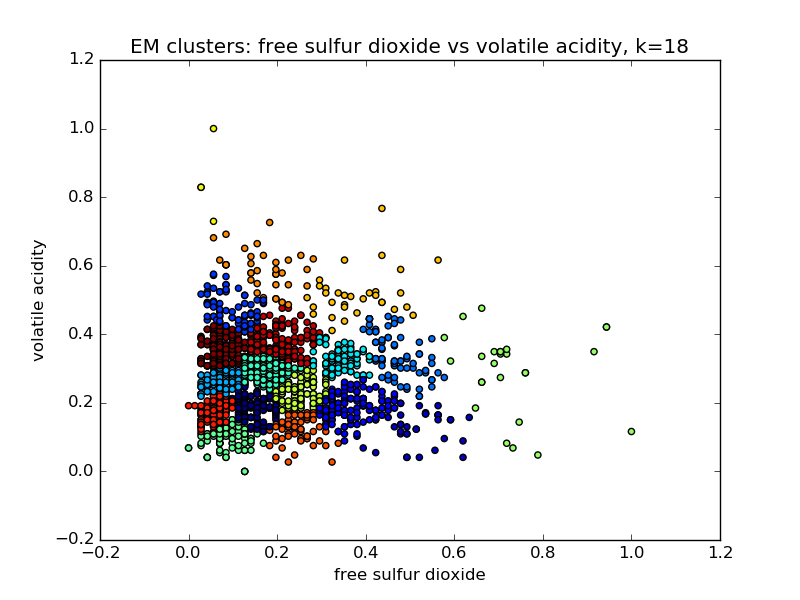 EM clusters: free sulfur dioxide vs volatile acidity, k=18
1.2
1.0
0.8
0.6
0.4
0.2
0.0
−0.2
volatile acidity
−0.2 0.0 0.2 0.4 0.6 0.8 1.0 1.2
free sulfur dioxide